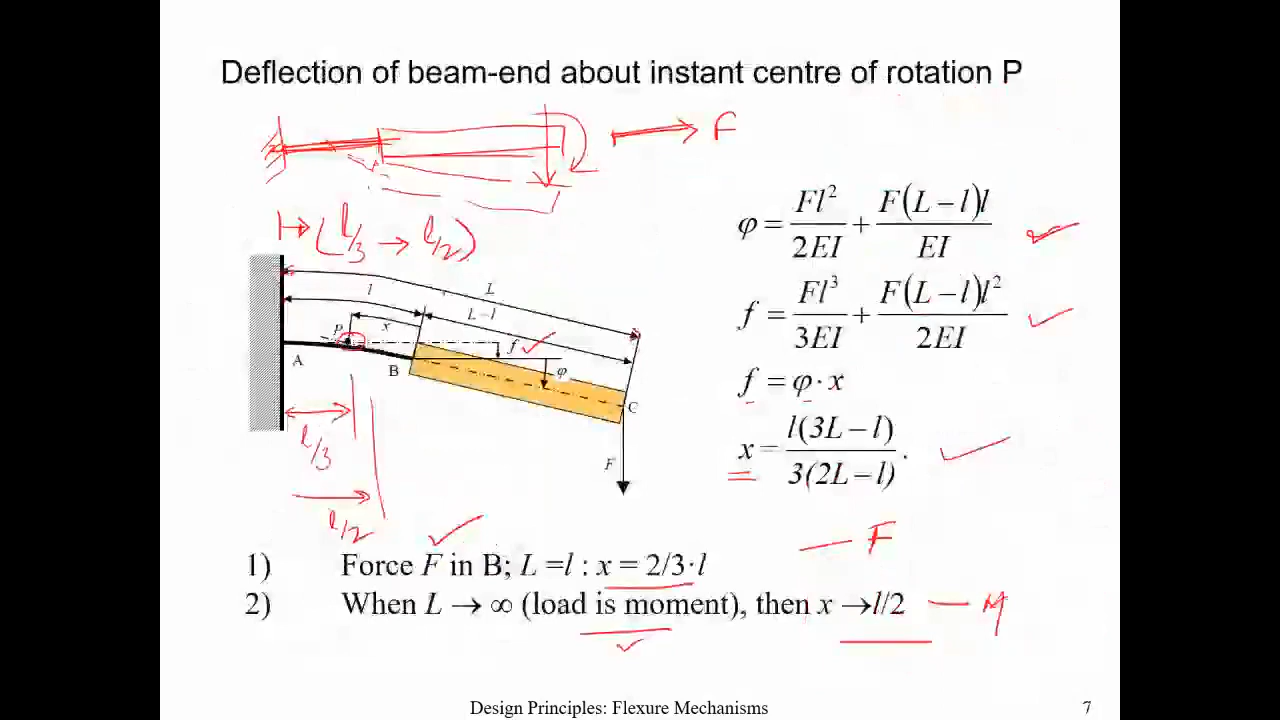 Deflection of beam-end about instant centre of rotation P
F
(l/3 → l/2)
φ = Fl²/2EI + F(L−l)l/EI
f = Fl³/3EI + F(L−l)l²/2EI
f = φ·x
x = l(3L−l)/3(2L−l) .
L
l
L−l
x
P
f
A
B
φ
C
F
l/3
l/2
1) Force F in B; L =l : x = 2/3·l
F
2) When L → ∞ (load is moment), then x →l/2
M
Design Principles: Flexure Mechanisms
7